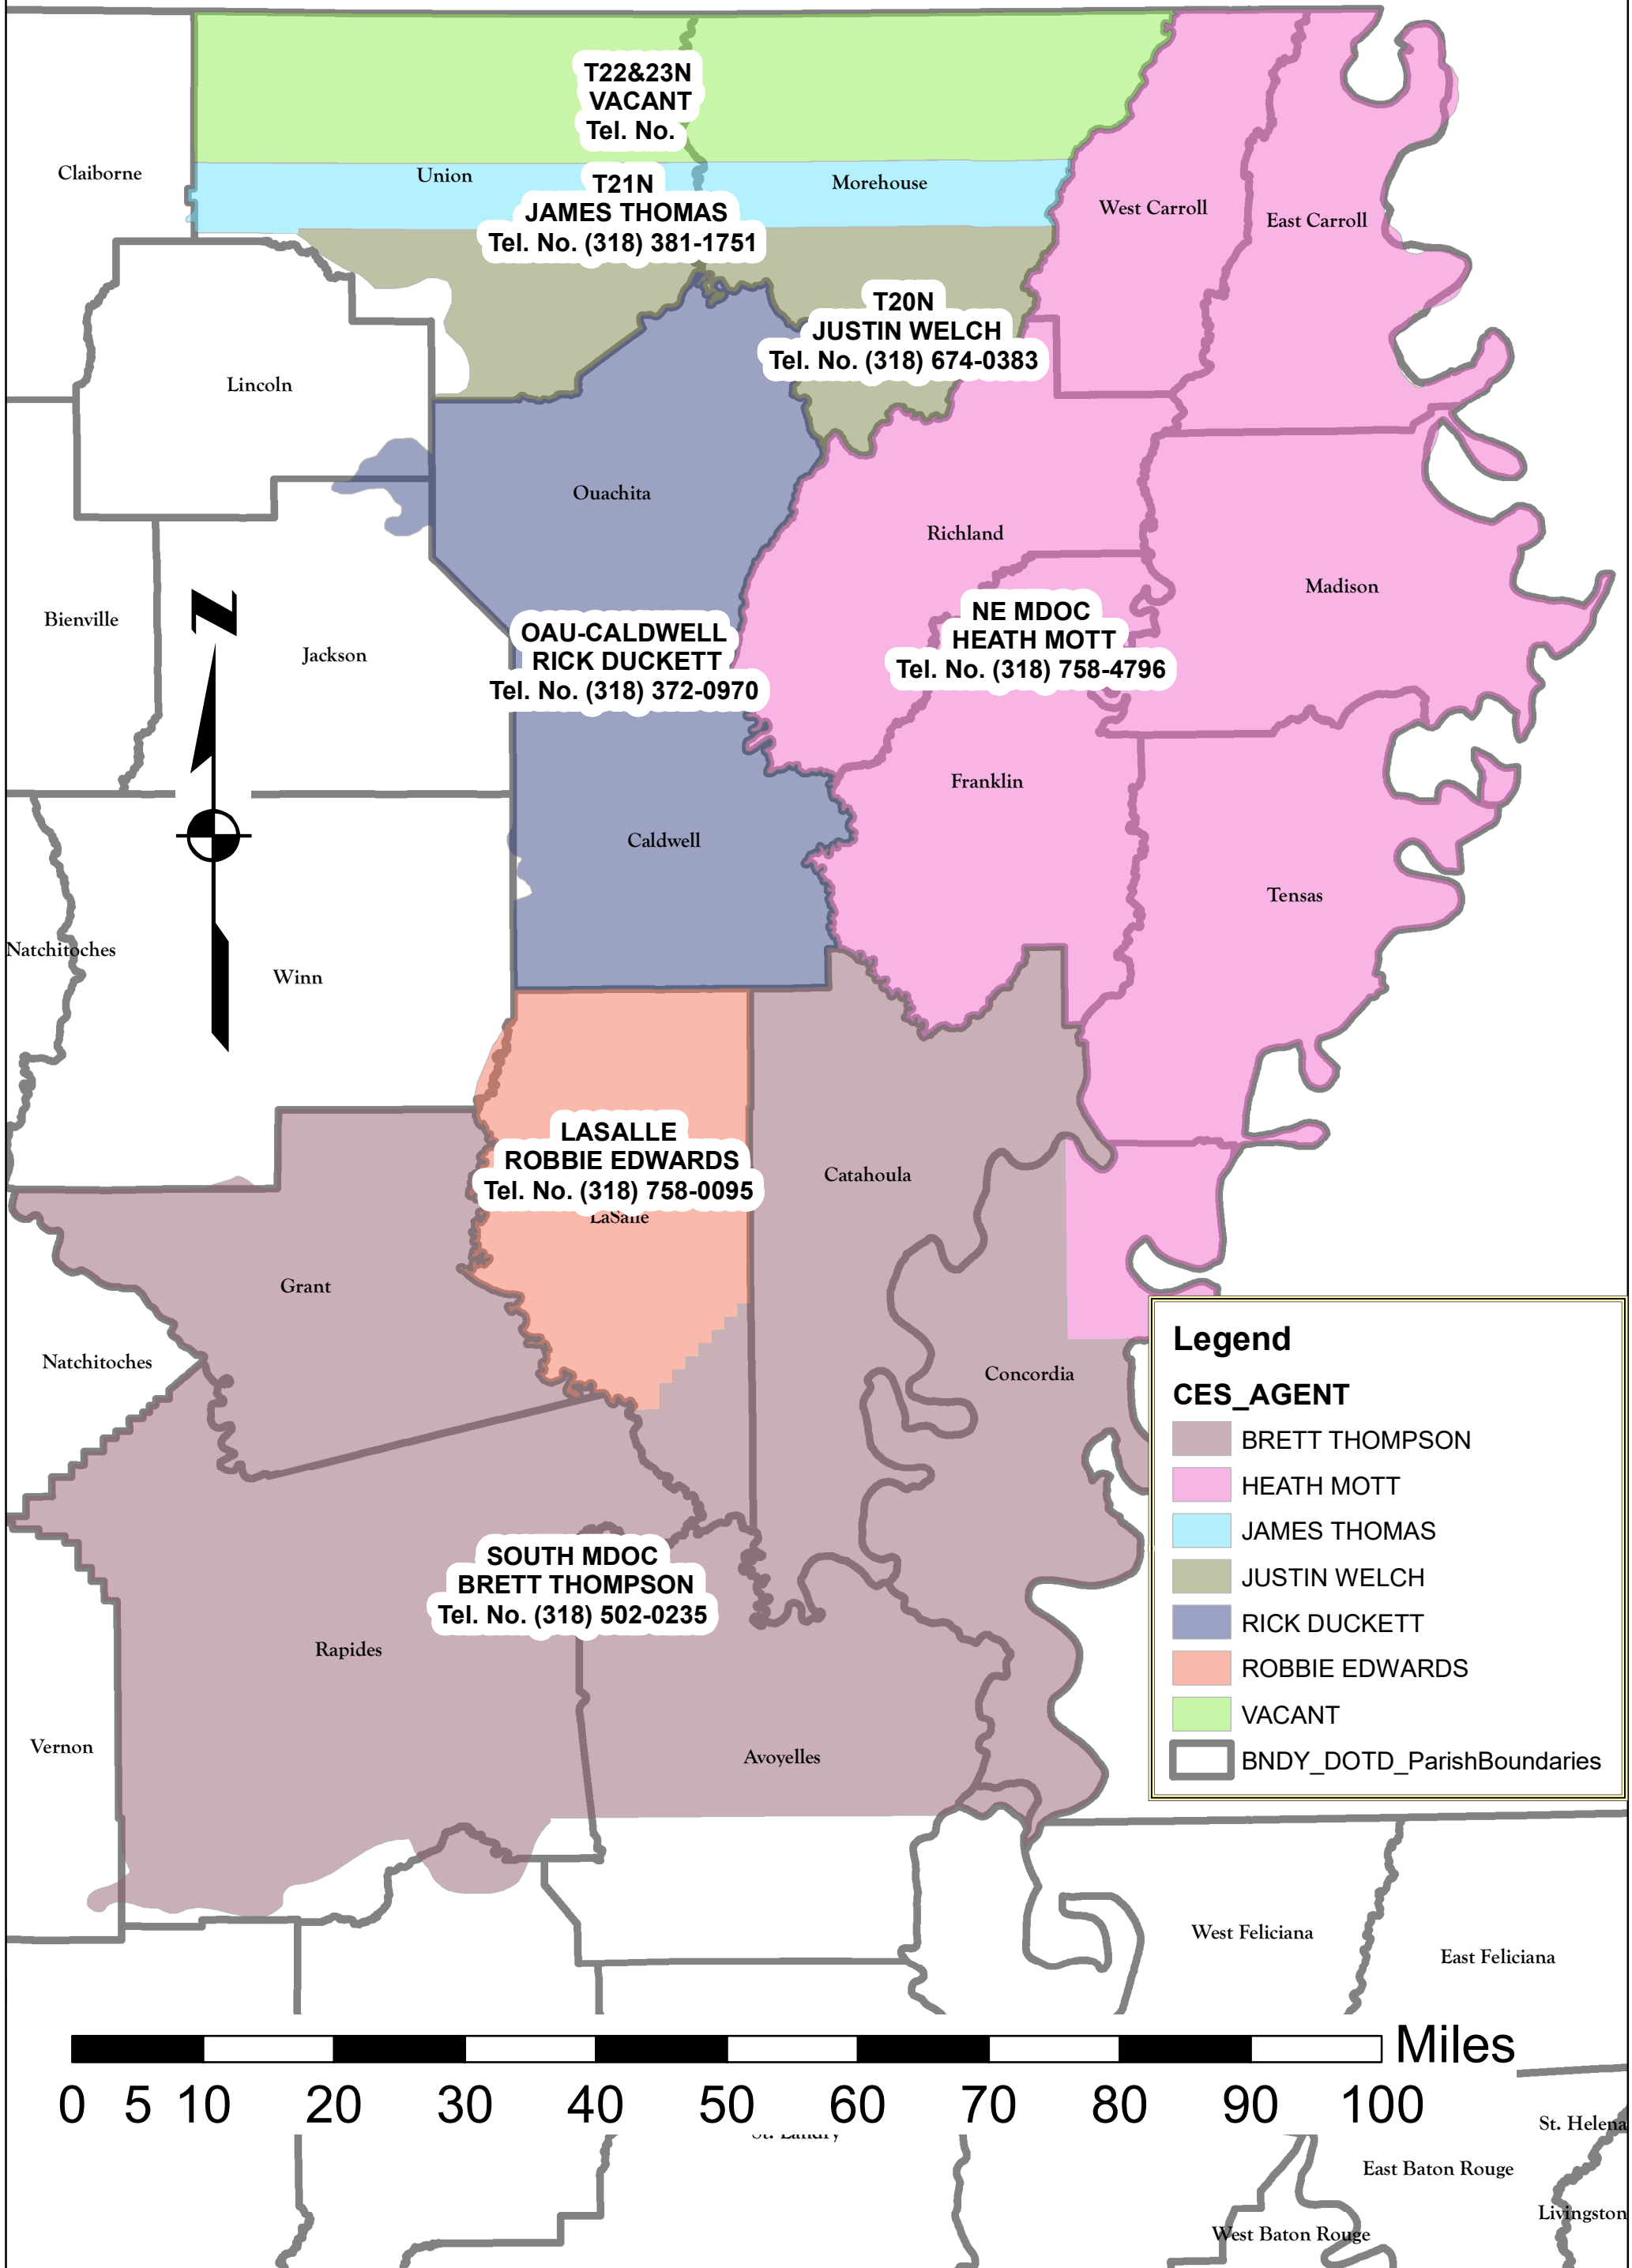 T22&23N
VACANT
Tel. No.
Claiborne
Union
Morehouse
T21N
JAMES THOMAS
Tel. No. (318) 381-1751
West Carroll
East Carroll
T20N
JUSTIN WELCH
Tel. No. (318) 674-0383
Lincoln
Ouachita
Richland
Madison
Bienville
Jackson
N
OAU-CALDWELL
RICK DUCKETT
Tel. No. (318) 372-0970
NE MDOC
HEATH MOTT
Tel. No. (318) 758-4796
Franklin
Caldwell
Tensas
Natchitoches
Winn
LASALLE
ROBBIE EDWARDS
Tel. No. (318) 758-0095
LaSalle
Catahoula
Grant
Natchitoches
Concordia
Legend
CES_AGENT
BRETT THOMPSON
HEATH MOTT
JAMES THOMAS
JUSTIN WELCH
RICK DUCKETT
ROBBIE EDWARDS
VACANT
BNDY_DOTD_ParishBoundaries
SOUTH MDOC
BRETT THOMPSON
Tel. No. (318) 502-0235
Rapides
Vernon
Avoyelles
West Feliciana
East Feliciana
Miles
0 5 10 20 30 40 50 60 70 80 90 100
St. Helena
St. Landry
East Baton Rouge
Livingston
West Baton Rouge